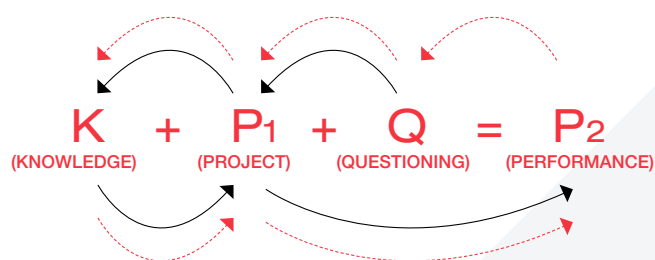 K + P1 + Q = P2
(KNOWLEDGE) (PROJECT) (QUESTIONING) (PERFORMANCE)